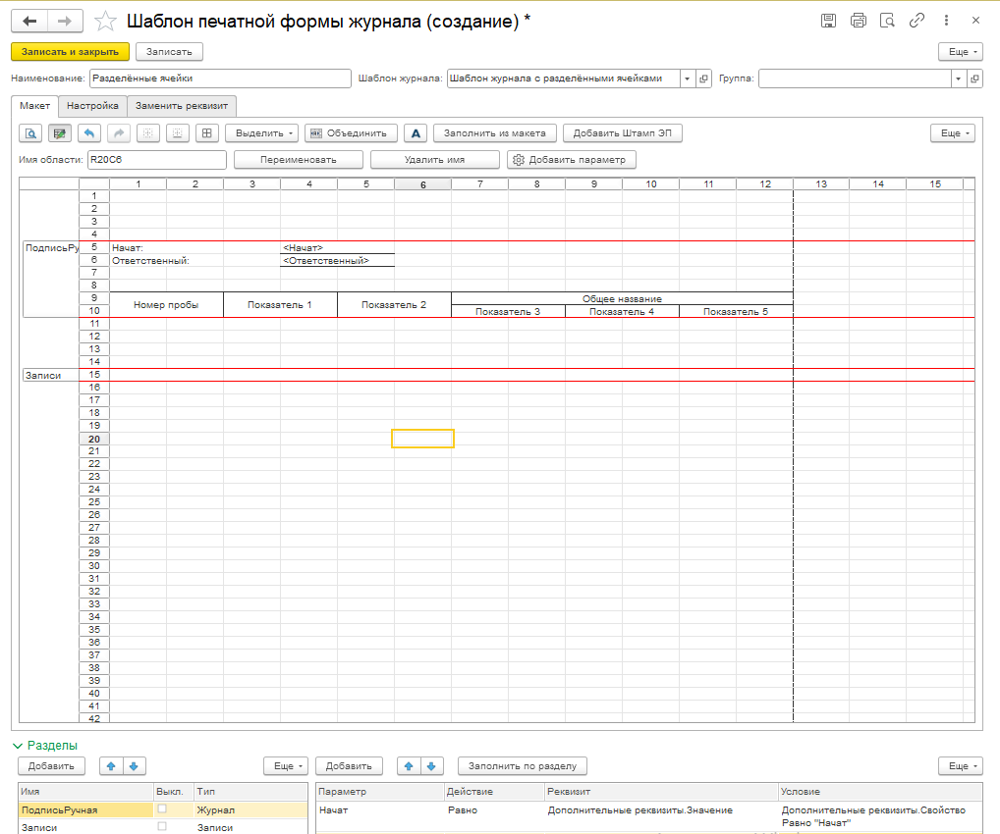 Шаблон печатной формы журнала (создание) *
Записать и закрыть Записать Еще
Наименование: Разделённые ячейки Шаблон журнала: Шаблон журнала с разделёнными ячейками Группа:
Макет Настройка Заменить реквизит
Выделить Объединить А Заполнить из макета Добавить Штамп ЭП Еще
Имя области: R20C6 Переименовать Удалить имя Добавить параметр
1 2 3 4 5 6 7 8 9 10 11 12 13 14 15
1
2
3
4
ПодписьРу 5 Начат: <Начат>
6 Ответственный: <Ответственный>
7
8
9 Общее название
Номер пробы Показатель 1 Показатель 2
10 Показатель 3 Показатель 4 Показатель 5
11
12
13
14
Записи 15
16
17
18
19
20
21
22
23
24
25
26
27
28
29
30
31
32
33
34
35
36
37
38
39
40
41
42
Разделы
Добавить Еще Добавить Заполнить по разделу Еще
Имя Выкл. Тип Параметр Действие Реквизит Условие
ПодписьРучная Журнал Начат Равно Дополнительные реквизиты.Значение Дополнительные реквизиты.Свойство
Равно "Начат"
Записи Записи